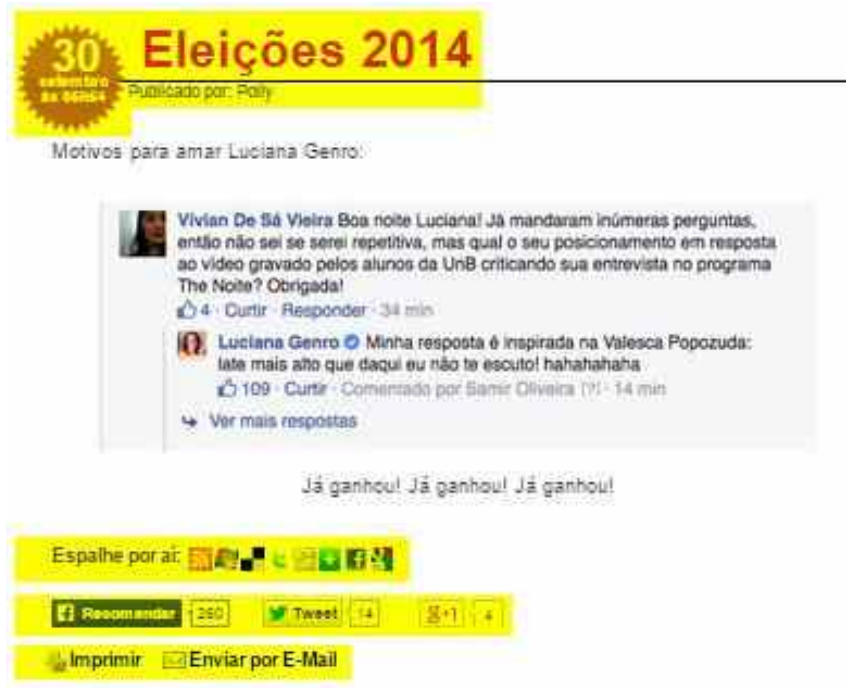 30
setembro
Eleições 2014
Publicado por: Polly
Motivos para amar Luciana Genro:
Vivian De Sá Vieira Boa noite Luciana! Já mandaram inúmeras perguntas,
então não sei se serei repetitiva, mas qual o seu posicionamento em resposta
ao vídeo gravado pelos alunos da UnB criticando sua entrevista no programa
The Noite? Obrigada!
4 · Curtir · Responder · 34 min
Luciana Genro Minha resposta é inspirada na Valesca Popozuda:
late mais alto que daqui eu não te escuto! hahahahaha
109 · Curtir · Comentado por Samir Oliveira [?] · 14 min
Ver mais respostas
Já ganhou! Já ganhou! Já ganhou!
Espalhe por aí:
Recomendar 260 Tweet 14 +1 4
Imprimir Enviar por E-Mail